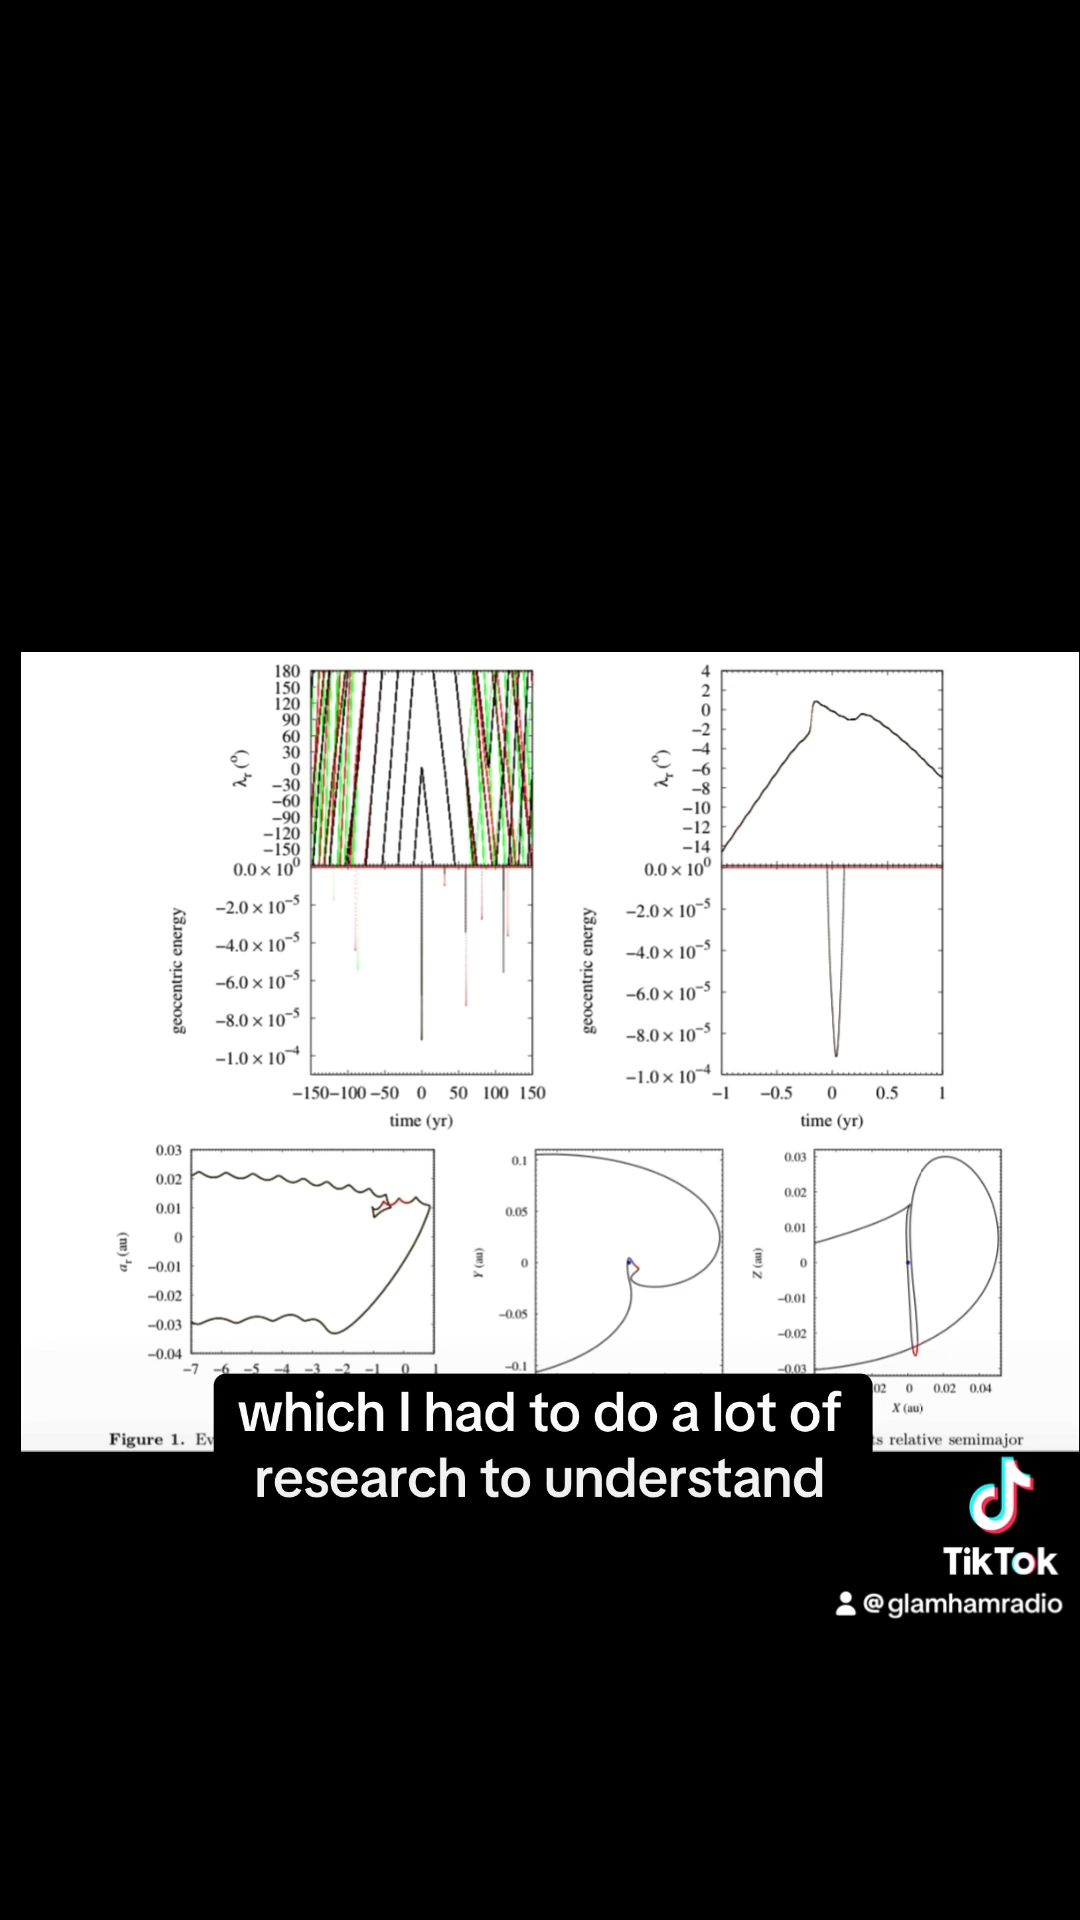 180
150
120
90
60
30
0
−30
−60
−90
−120
−150
λr (°)
0
0.0 × 10⁰
−2.0 × 10⁻⁵
−4.0 × 10⁻⁵
−6.0 × 10⁻⁵
−8.0 × 10⁻⁵
−1.0 × 10⁻⁴
geocentric energy
−150 −100 −50 0 50 100 150
time (yr)
4
2
0
−2
−4
−6
−8
−10
−12
−14
λr (°)
0.0 × 10⁰
−2.0 × 10⁻⁵
−4.0 × 10⁻⁵
−6.0 × 10⁻⁵
−8.0 × 10⁻⁵
−1.0 × 10⁻⁴
geocentric energy
−1 −0.5 0 0.5 1
time (yr)
0.03
0.02
0.01
0
−0.01
−0.02
−0.03
−0.04
ar (au)
−7 −6 −5 −4 −3 −2 −1 0 1
0.1
0.05
0
−0.05
−0.1
Y (au)
0.03
0.02
0.01
0
−0.01
−0.02
−0.03
Z (au)
02 0 0.02 0.04
X (au)
Figure 1. Ev
ts relative semimajor
which I had to do a lot of
research to understand
TikTok
@glamhamradio